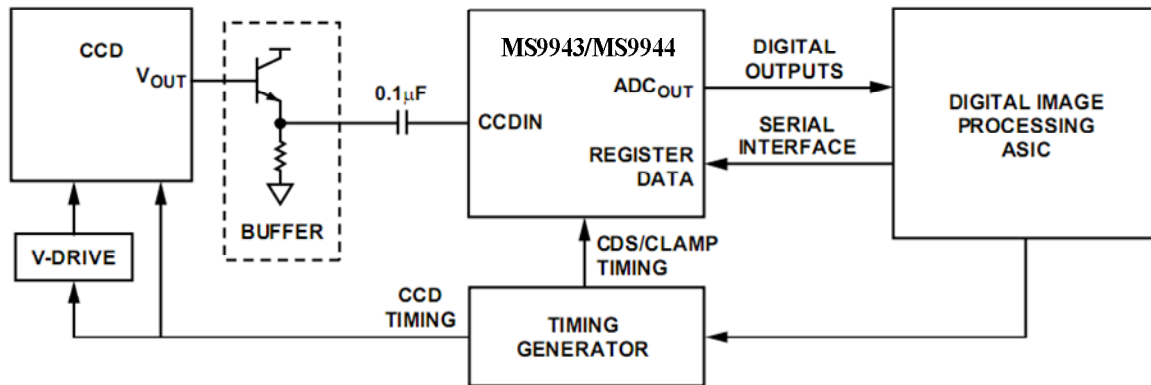 CCD
VOUT
BUFFER
V-DRIVE
0.1µF
MS9943/MS9944
CCDIN
ADCOUT
REGISTER
DATA
DIGITAL
OUTPUTS
SERIAL
INTERFACE
DIGITAL IMAGE
PROCESSING
ASIC
CDS/CLAMP
TIMING
CCD
TIMING
TIMING
GENERATOR